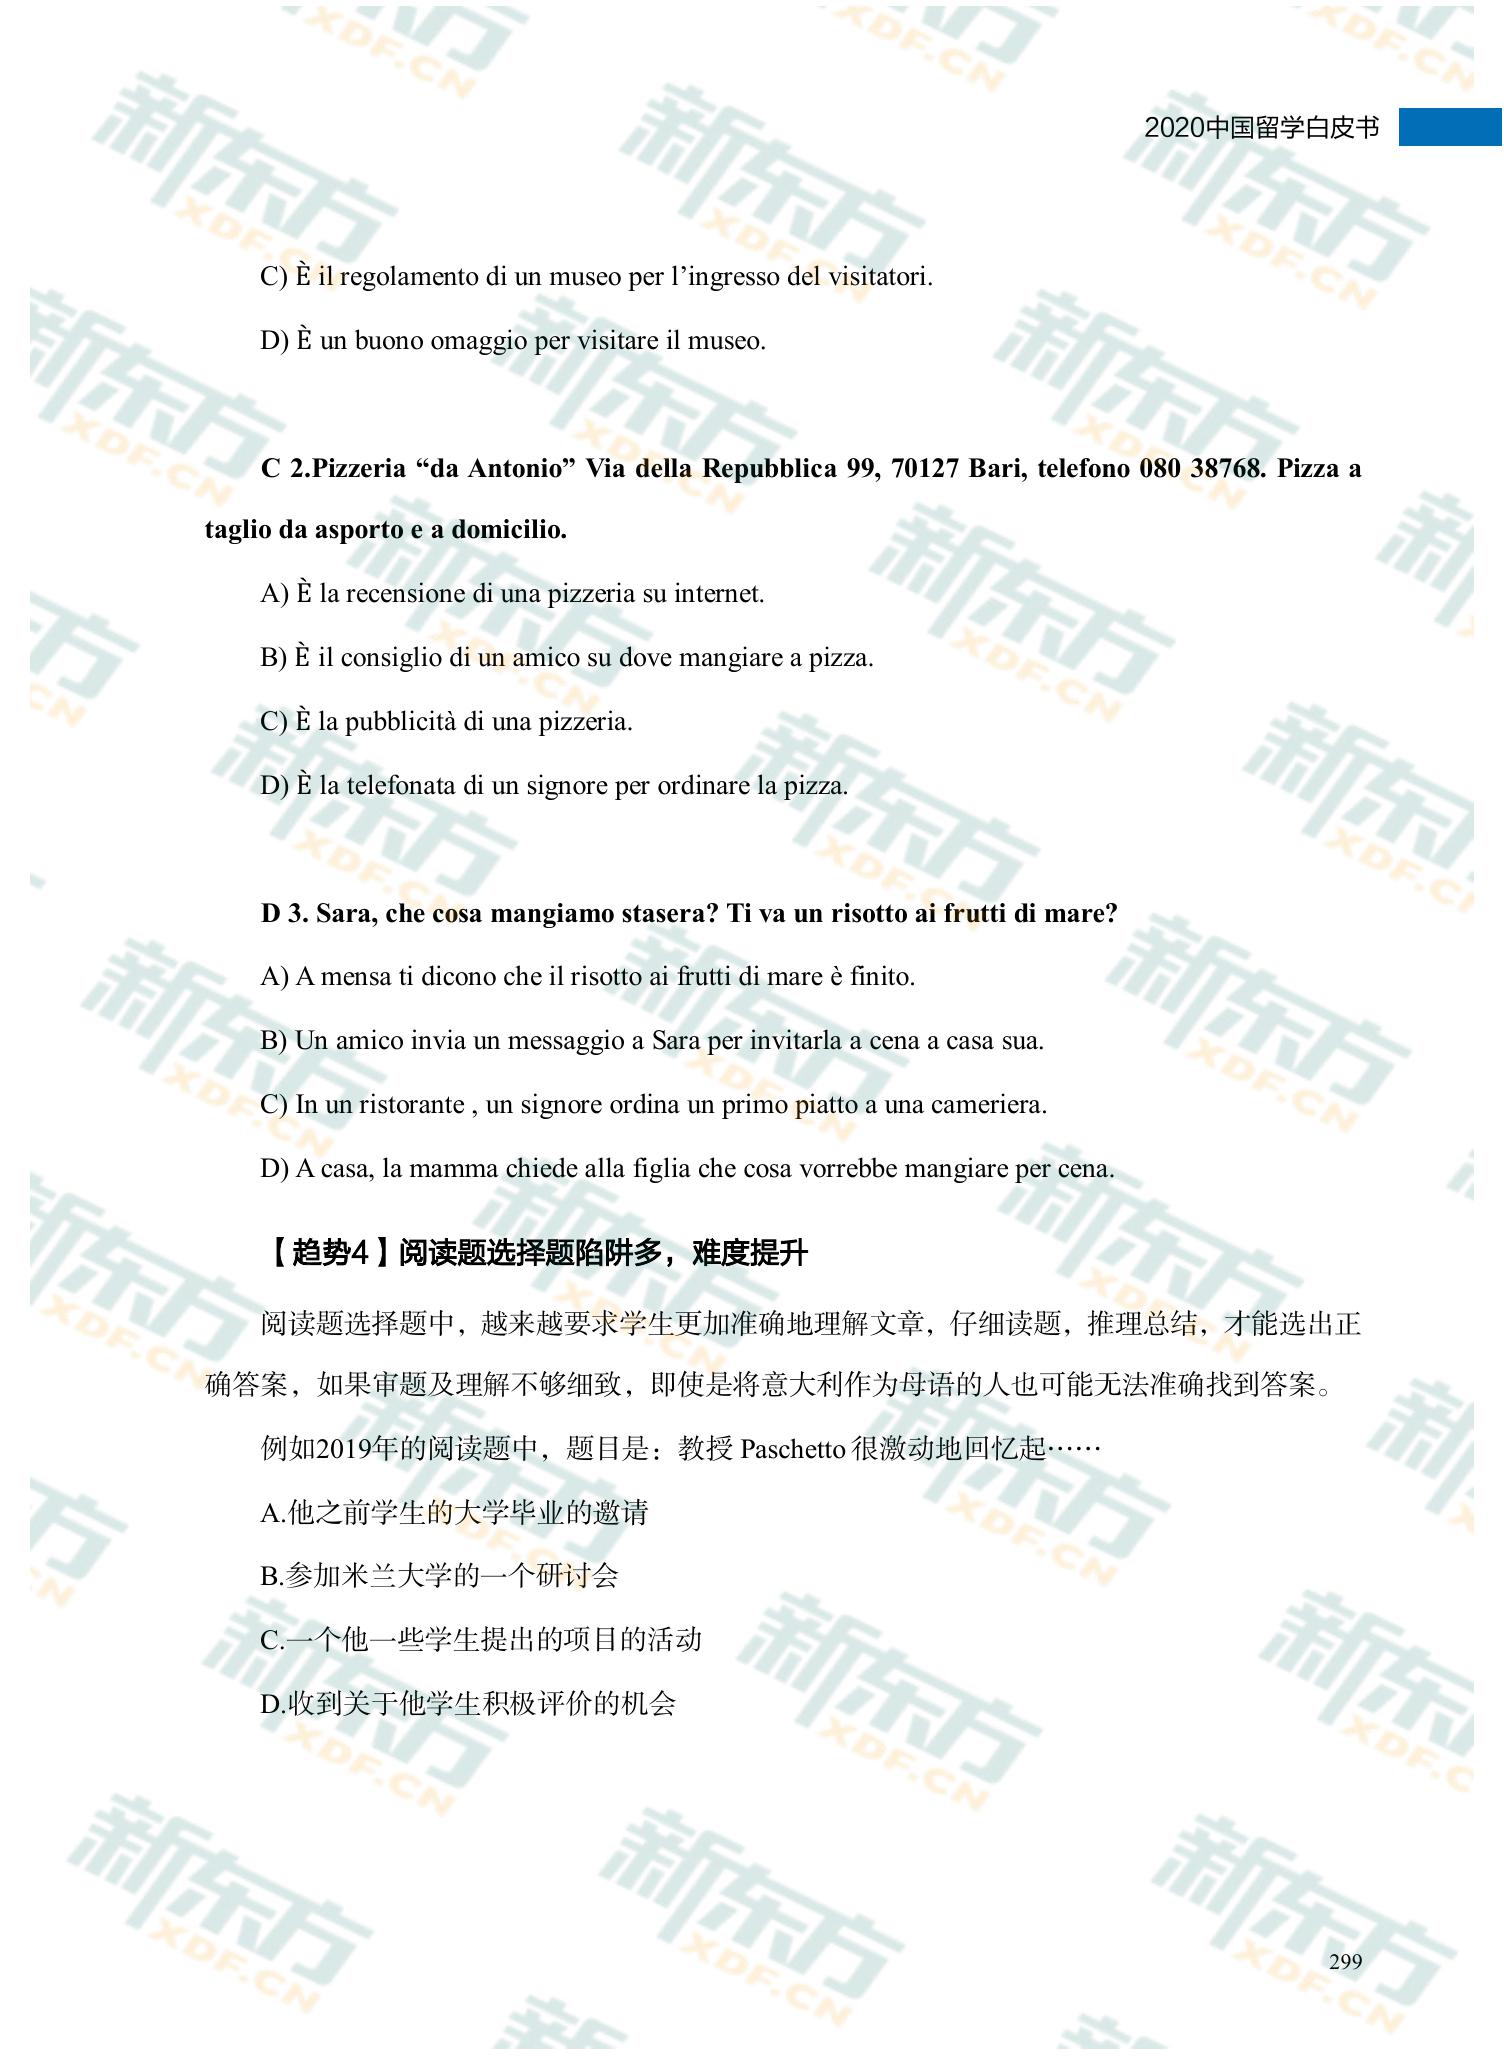 2020中国留学白皮书
C) È il regolamento di un museo per l’ingresso del visitatori.
D) È un buono omaggio per visitare il museo.
C 2.Pizzeria “da Antonio” Via della Repubblica 99, 70127 Bari, telefono 080 38768. Pizza a
taglio da asporto e a domicilio.
A) È la recensione di una pizzeria su internet.
B) È il consiglio di un amico su dove mangiare a pizza.
C) È la pubblicità di una pizzeria.
D) È la telefonata di un signore per ordinare la pizza.
D 3. Sara, che cosa mangiamo stasera? Ti va un risotto ai frutti di mare?
A) A mensa ti dicono che il risotto ai frutti di mare è finito.
B) Un amico invia un messaggio a Sara per invitarla a cena a casa sua.
C) In un ristorante , un signore ordina un primo piatto a una cameriera.
D) A casa, la mamma chiede alla figlia che cosa vorrebbe mangiare per cena.
【趋势4】阅读题选择题陷阱多，难度提升
阅读题选择题中，越来越要求学生更加准确地理解文章，仔细读题，推理总结，才能选出正
确答案，如果审题及理解不够细致，即使是将意大利作为母语的人也可能无法准确找到答案。
例如2019年的阅读题中，题目是：教授 Paschetto 很激动地回忆起……
A.他之前学生的大学毕业的邀请
B.参加米兰大学的一个研讨会
C.一个他一些学生提出的项目的活动
D.收到关于他学生积极评价的机会
299
新东方
XDF.CN